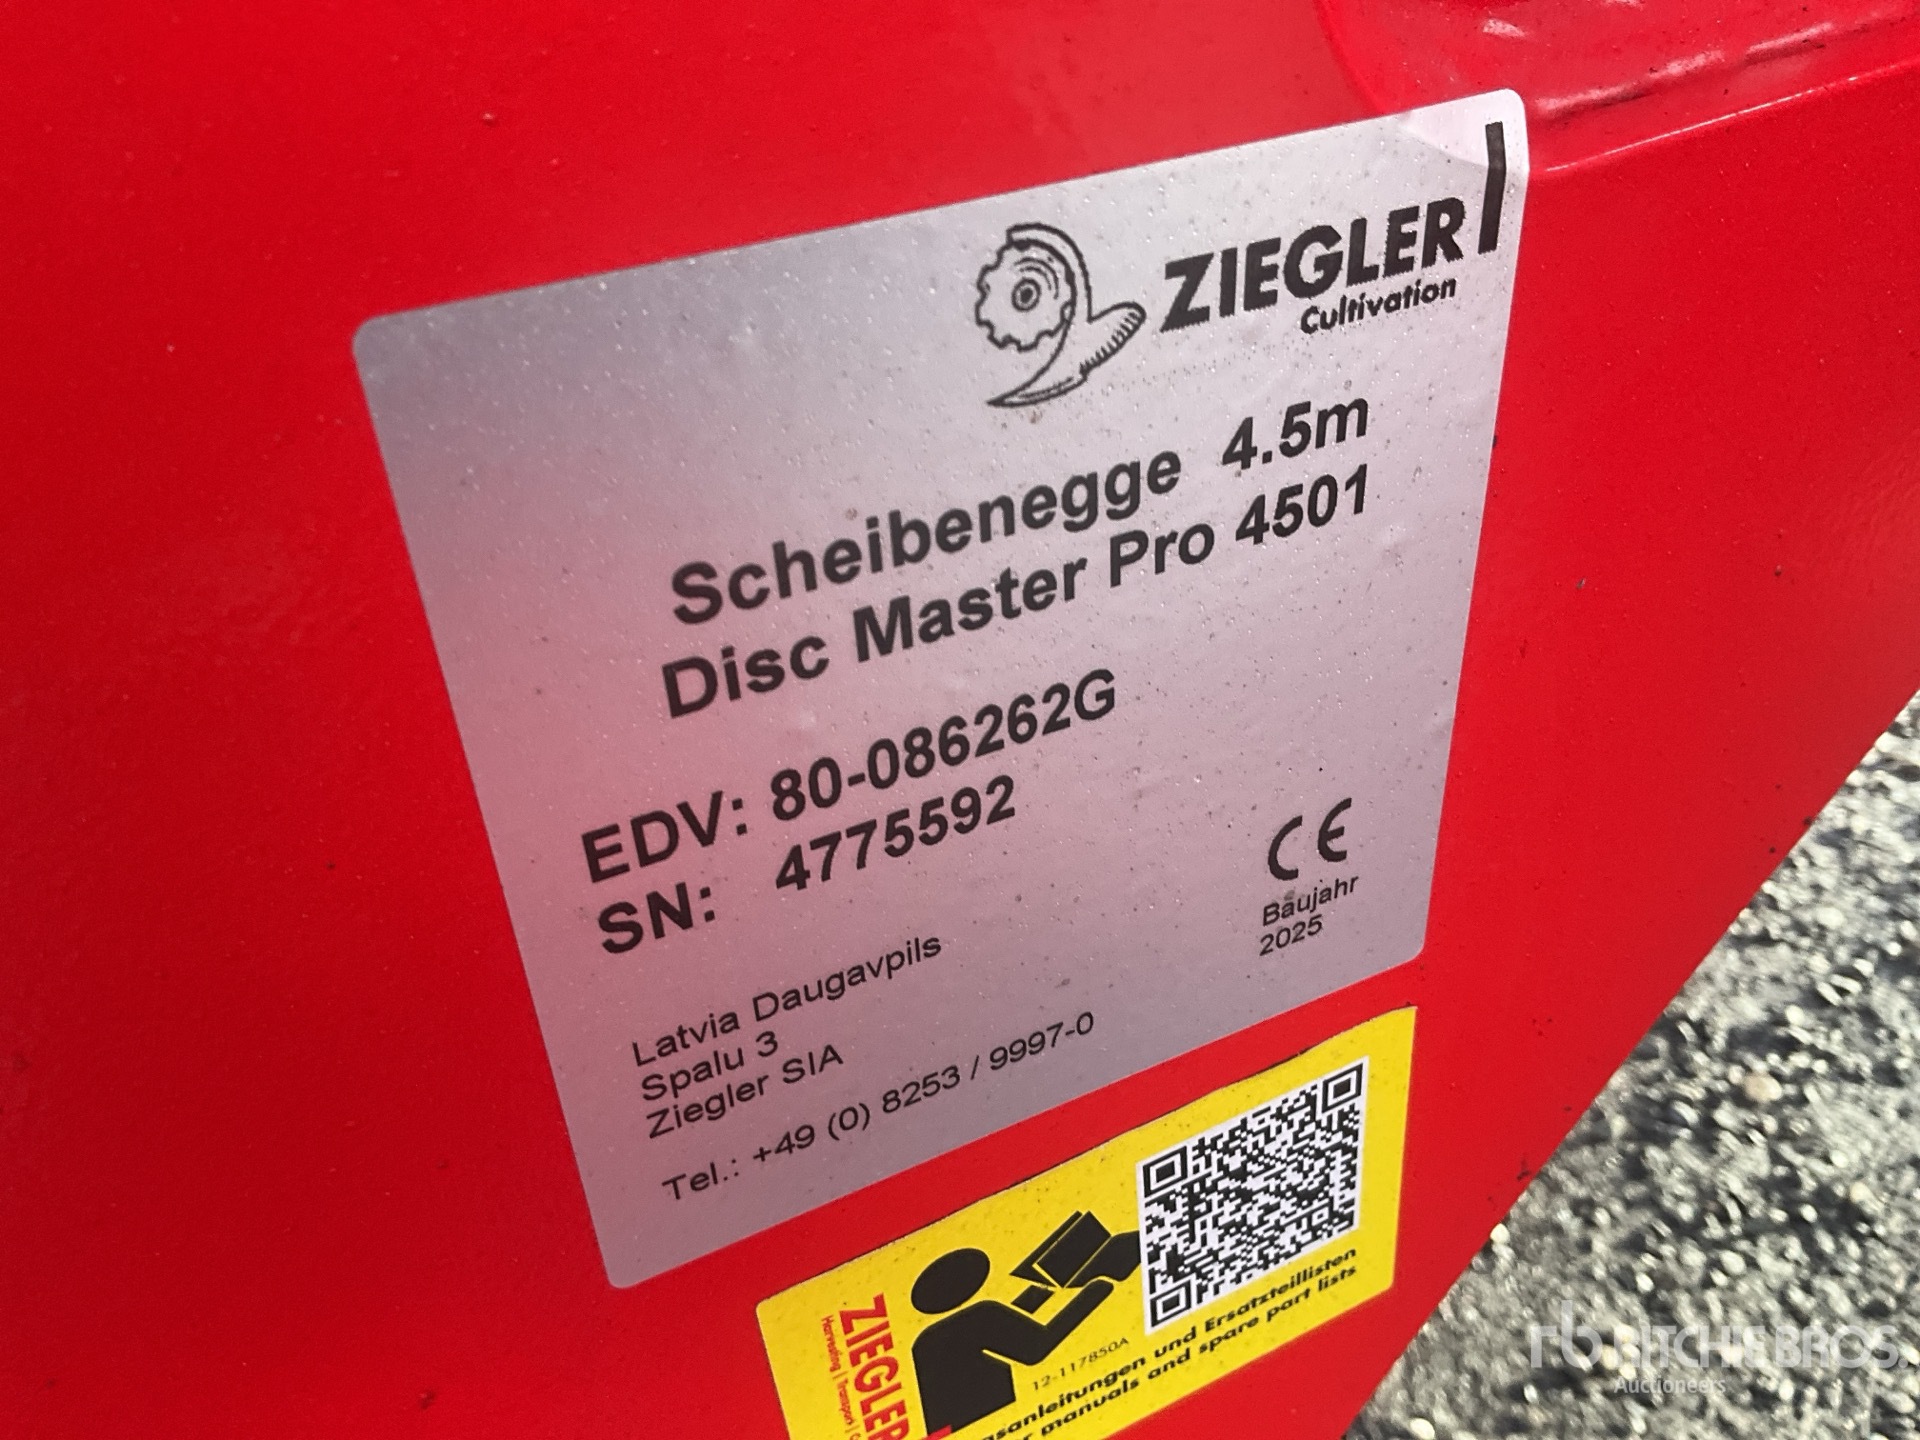 ZIEGLER
Cultivation
Scheibenegge 4.5m
Disc Master Pro 4501
EDV: 80-086262G
SN: 4775592
CE
Baujahr
2025
Latvia Daugavpils
Spalu 3
Ziegler SIA
Tel.: +49 (0) 8253 / 9997-0
ZIEGLER
Harvesting | Transport |
12-117850A
und Ersatzteillisten
manuals and spare part lists
rb RITCHIE BROS.
Auctioneers